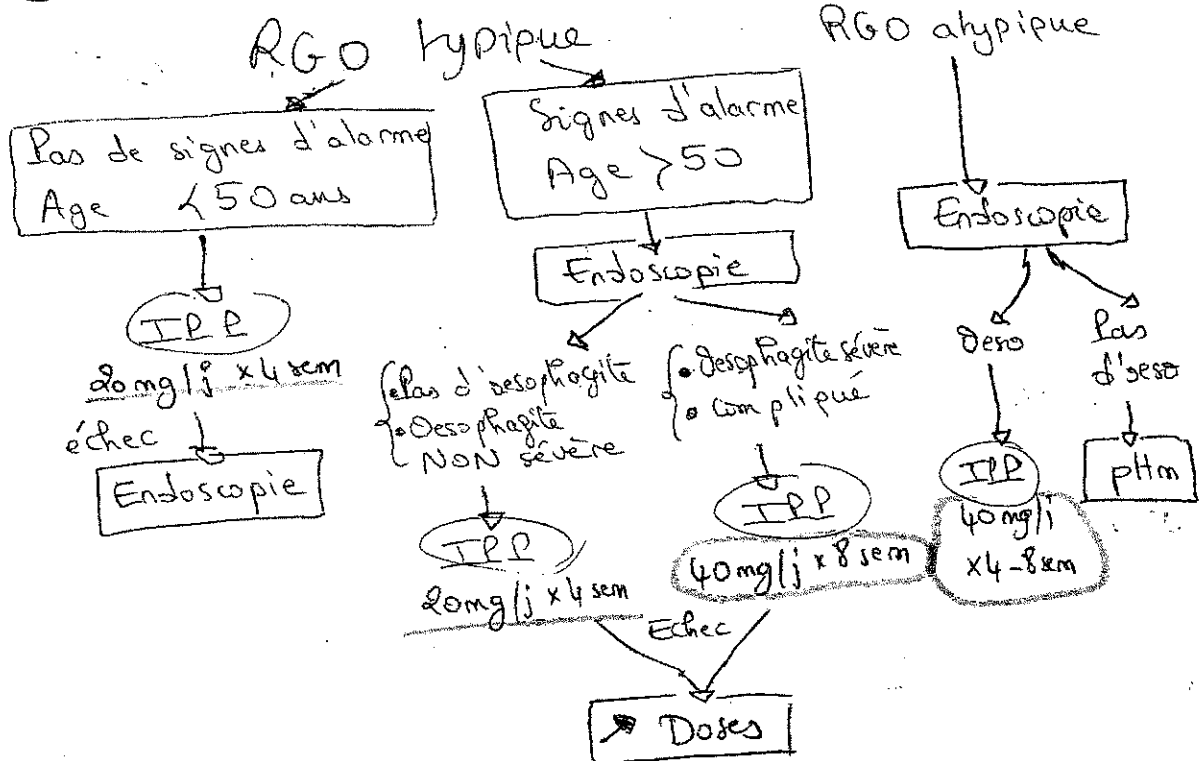 RGO typique
RGO atypique
Pas de signes d'alarme
Age < 50 ans
IPP
20mg/j x 4 sem
échec
Endoscopie
Signes d'alarme
Age > 50
Endoscopie
• Pas d'oesophagite
• Oesophagite
NON sévère
IPP
20mg/j x 4 sem
• Oesophagite sévère
• compliqué
IPP
40mg/j x 8 sem
Echec
↗ Doses
Endoscopie
Oeso
IPP
40mg/j
x4-8sem
Pas
d'oeso
pHm